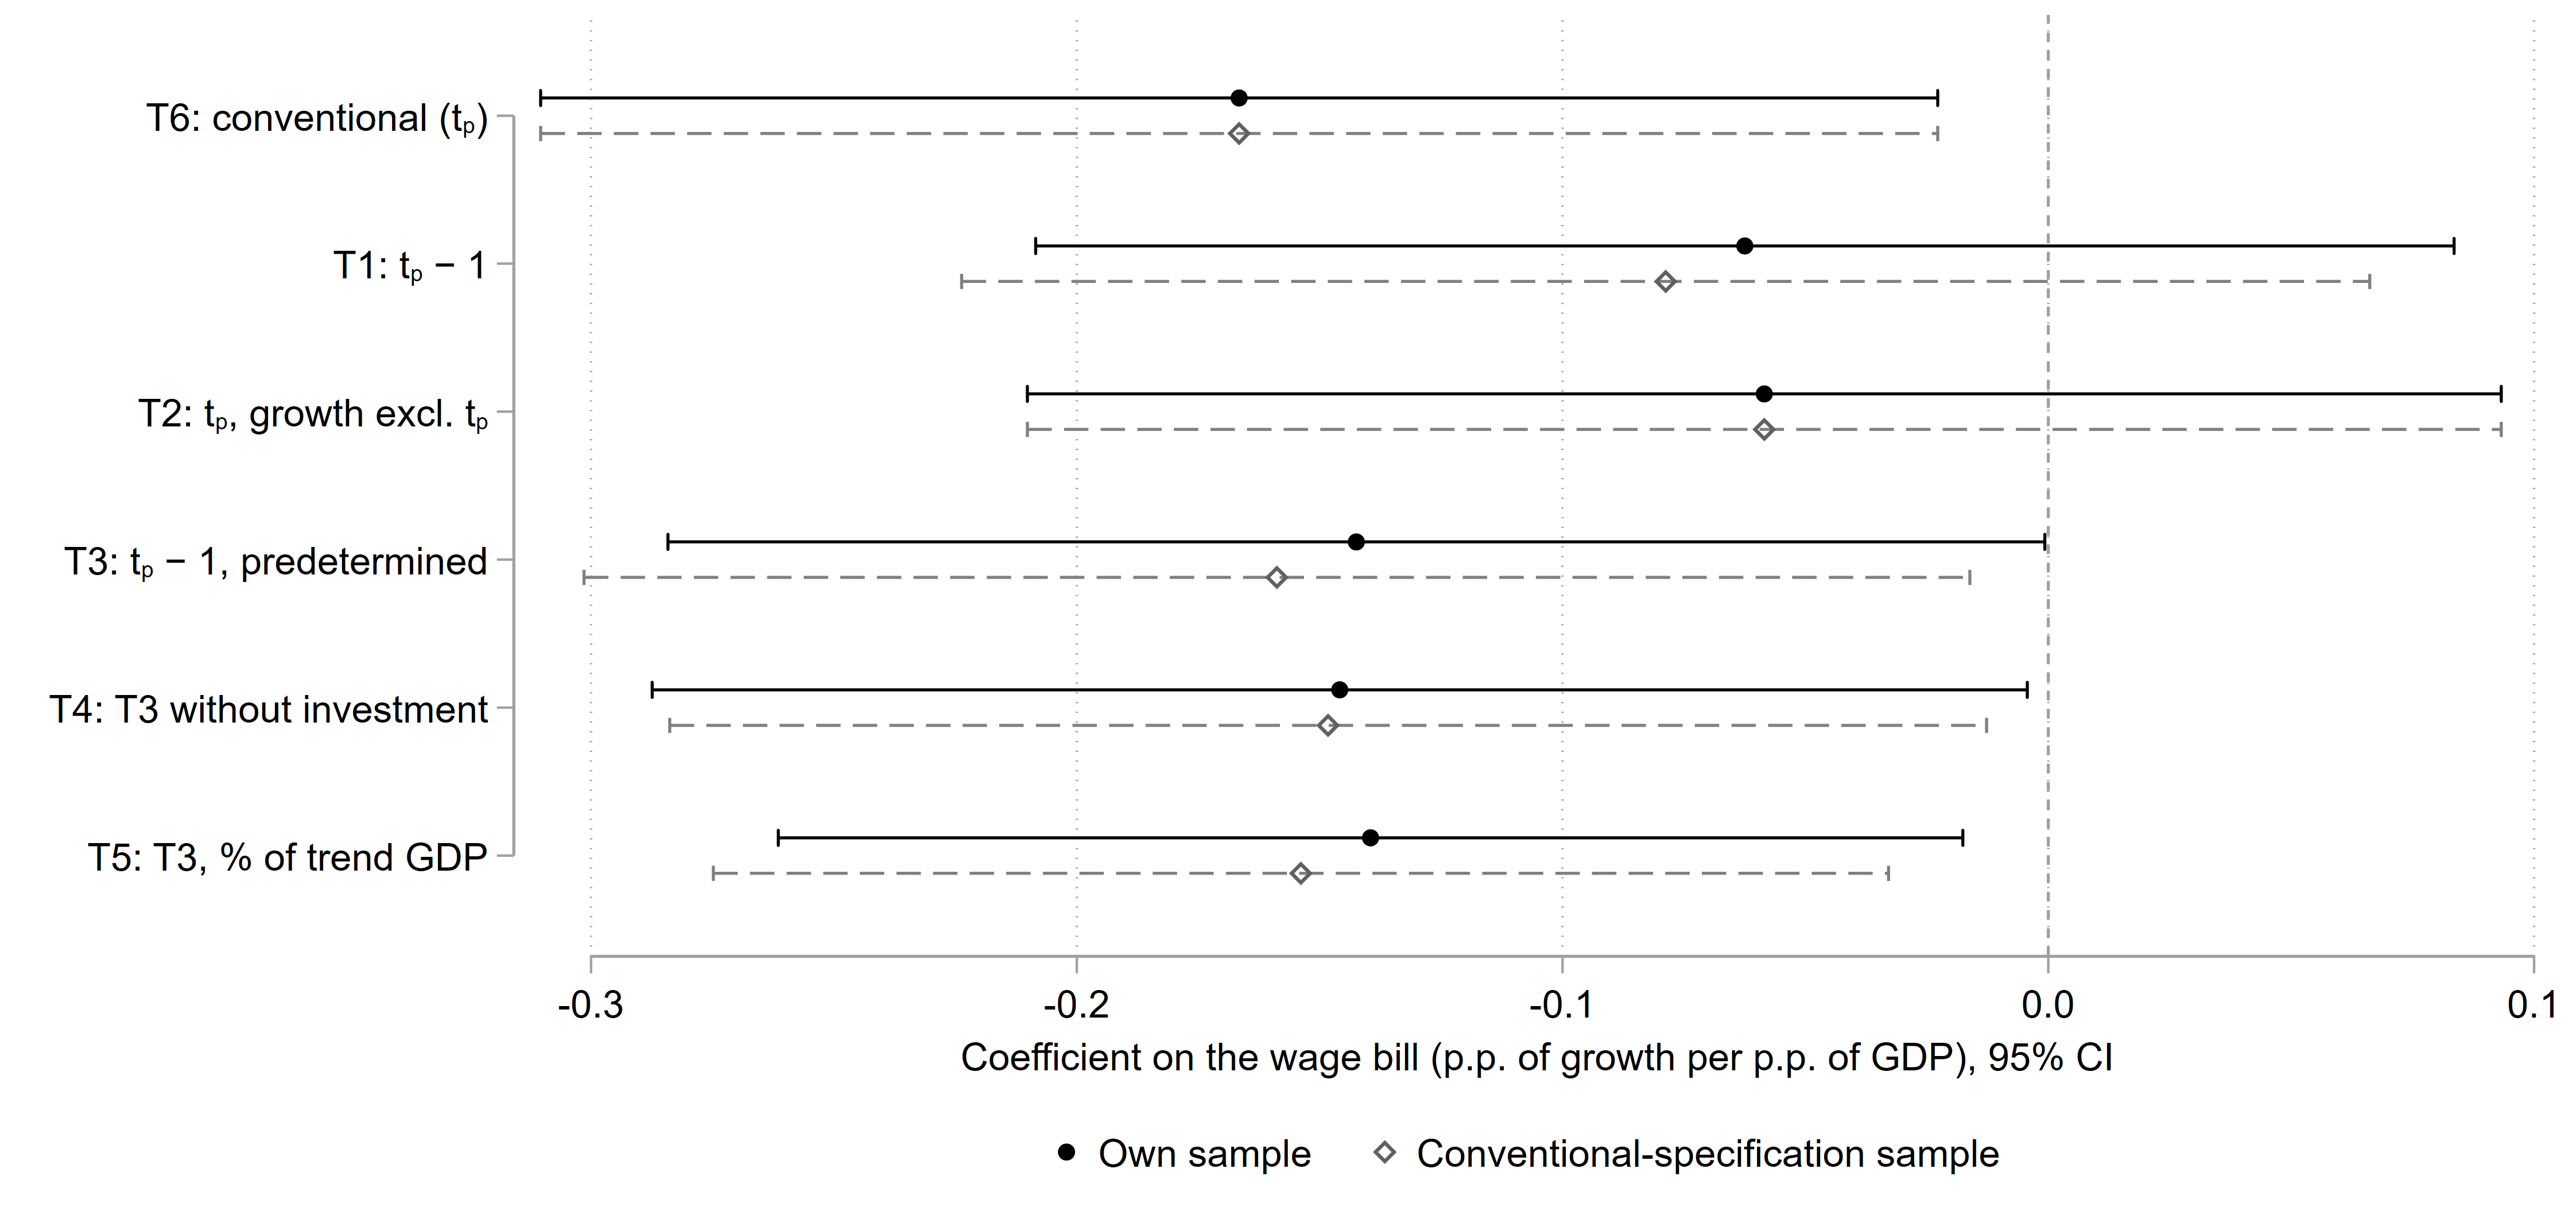 T6: conventional (tₚ)
T1: tₚ − 1
T2: tₚ, growth excl. tₚ
T3: tₚ − 1, predetermined
T4: T3 without investment
T5: T3, % of trend GDP
-0.3 -0.2 -0.1 0.0 0.1
Coefficient on the wage bill (p.p. of growth per p.p. of GDP), 95% CI
Own sample Conventional-specification sample